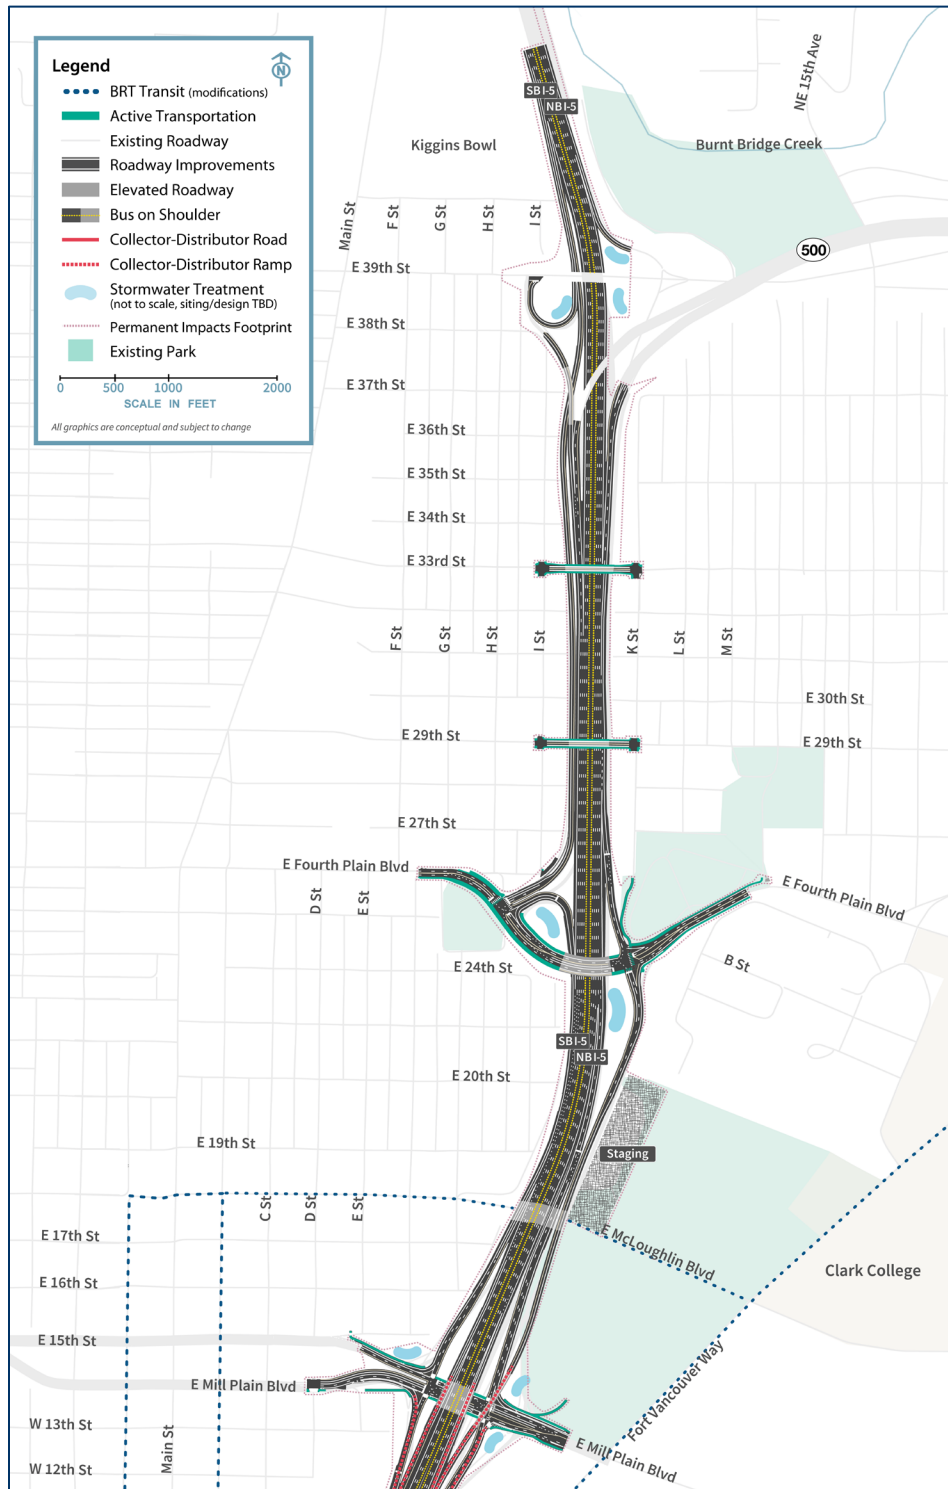 Legend
N
BRT Transit (modifications)
Active Transportation
Existing Roadway
Roadway Improvements
Elevated Roadway
Bus on Shoulder
Collector-Distributor Road
Collector-Distributor Ramp
Stormwater Treatment
(not to scale, siting/design TBD)
Permanent Impacts Footprint
Existing Park
0 500 1000 2000
SCALE IN FEET
All graphics are conceptual and subject to change
SBI-5
NBI-5
NE 15th Ave
Kiggins Bowl
Burnt Bridge Creek
Main St
F St
G St
H St
I St
500
E 39th St
E 38th St
E 37th St
E 36th St
E 35th St
E 34th St
E 33rd St
F St
G St
H St
I St
K St
L St
M St
E 30th St
E 29th St
E 29th St
E 27th St
E Fourth Plain Blvd
E Fourth Plain Blvd
D St
E St
B St
E 24th St
SBI-5
NBI-5
E 20th St
E 19th St
Staging
C St
D St
E St
E 17th St
E McLoughlin Blvd
Clark College
E 16th St
E 15th St
Fort Vancouver Way
E Mill Plain Blvd
W 13th St
Main St
E Mill Plain Blvd
W 12th St